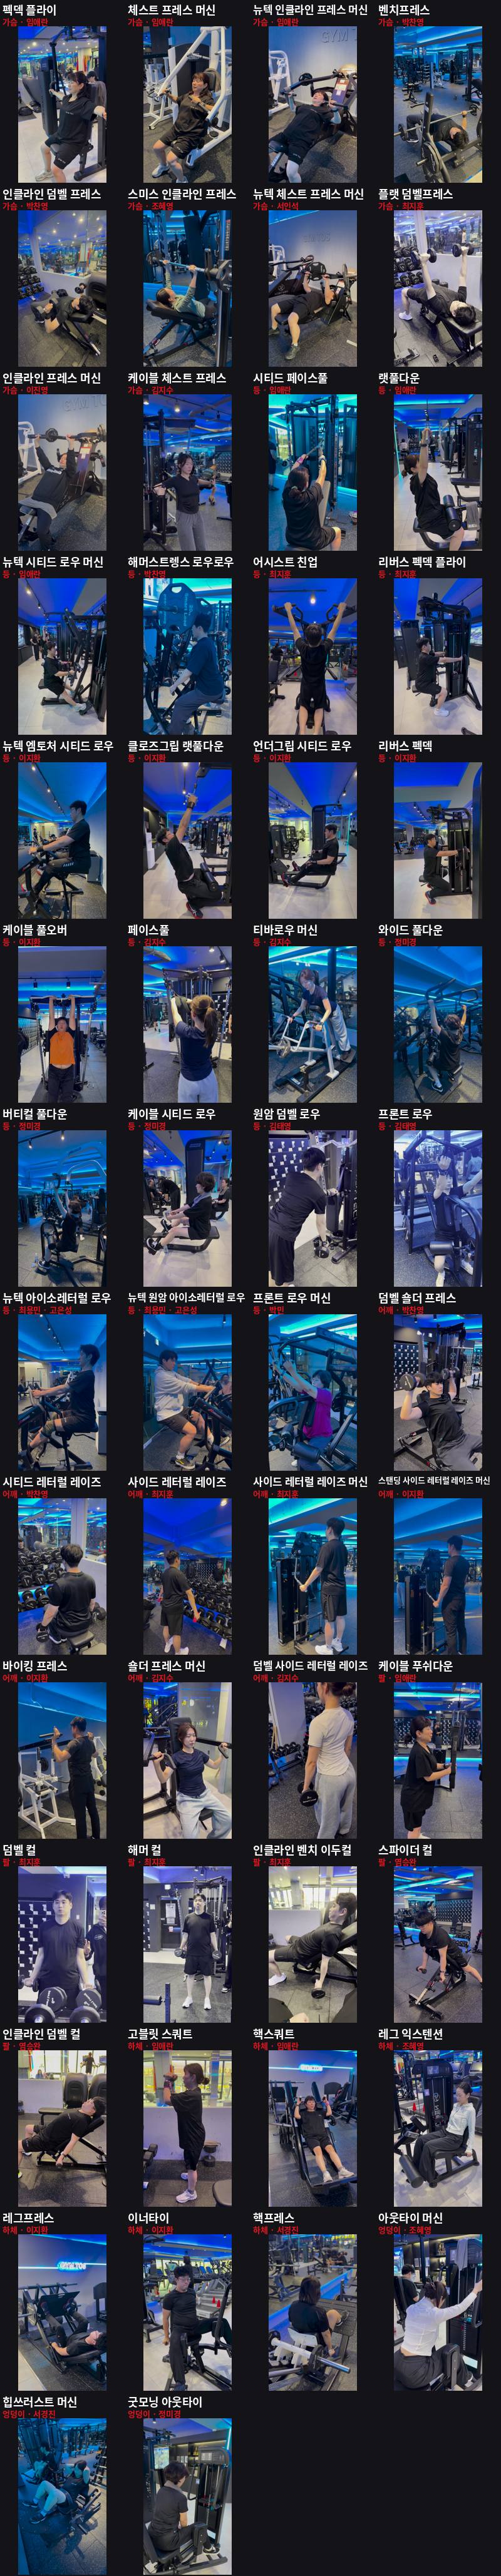 펙덱 플라이
가슴 · 임애란
체스트 프레스 머신
가슴 · 임애란
뉴텍 인클라인 프레스 머신
가슴 · 임애란
벤치프레스
가슴 · 박찬영
인클라인 덤벨 프레스
가슴 · 박찬영
스미스 인클라인 프레스
가슴 · 조혜영
뉴텍 체스트 프레스 머신
가슴 · 서인석
플랫 덤벨프레스
가슴 · 최지훈
인클라인 프레스 머신
가슴 · 이찬영
케이블 체스트 프레스
가슴 · 김지수
시티드 페이스풀
등 · 임애란
랫풀다운
등 · 임애란
뉴텍 시티드 로우 머신
등 · 임애란
해머스트렝스 로우로우
등 · 박찬영
어시스트 친업
등 · 최지훈
리버스 펙덱 플라이
등 · 최지훈
뉴텍 엠토처 시티드 로우
등 · 이지환
클로즈그립 랫풀다운
등 · 이지환
언더그립 시티드 로우
등 · 이지환
리버스 펙덱
등 · 이지환
케이블 풀오버
등 · 이지환
페이스풀
등 · 김지수
티바로우 머신
등 · 김지수
와이드 풀다운
등 · 정미경
버티컬 풀다운
등 · 정미경
케이블 시티드 로우
등 · 정미경
원암 덤벨 로우
등 · 김태영
프론트 로우
등 · 김태영
뉴텍 아이소레터럴 로우
등 · 최용민 · 고은성
뉴텍 원암 아이소레터럴 로우
등 · 최용민 · 고은성
프론트 로우 머신
등 · 박민
덤벨 숄더 프레스
어깨 · 박찬영
시티드 레터럴 레이즈
어깨 · 박찬영
사이드 레터럴 레이즈
어깨 · 최지훈
사이드 레터럴 레이즈 머신
어깨 · 최지훈
스탠딩 사이드 레터럴 레이즈 머신
어깨 · 이지환
바이킹 프레스
어깨 · 이지환
숄더 프레스 머신
어깨 · 김지수
덤벨 사이드 레터럴 레이즈
어깨 · 김지수
케이블 푸쉬다운
팔 · 임애란
덤벨 컬
팔 · 최지훈
해머 컬
팔 · 최지훈
인클라인 벤치 이두컬
팔 · 최지훈
스파이더 컬
팔 · 염승환
인클라인 덤벨 컬
팔 · 염승환
고블릿 스쿼트
하체 · 임애란
핵스쿼트
하체 · 임애란
레그 익스텐션
하체 · 조혜영
레그프레스
하체 · 이지환
이너타이
하체 · 이지환
핵프레스
하체 · 서경진
아웃타이 머신
엉덩이 · 조혜영
힙쓰러스트 머신
엉덩이 · 서경진
굿모닝 아웃타이
엉덩이 · 정미경